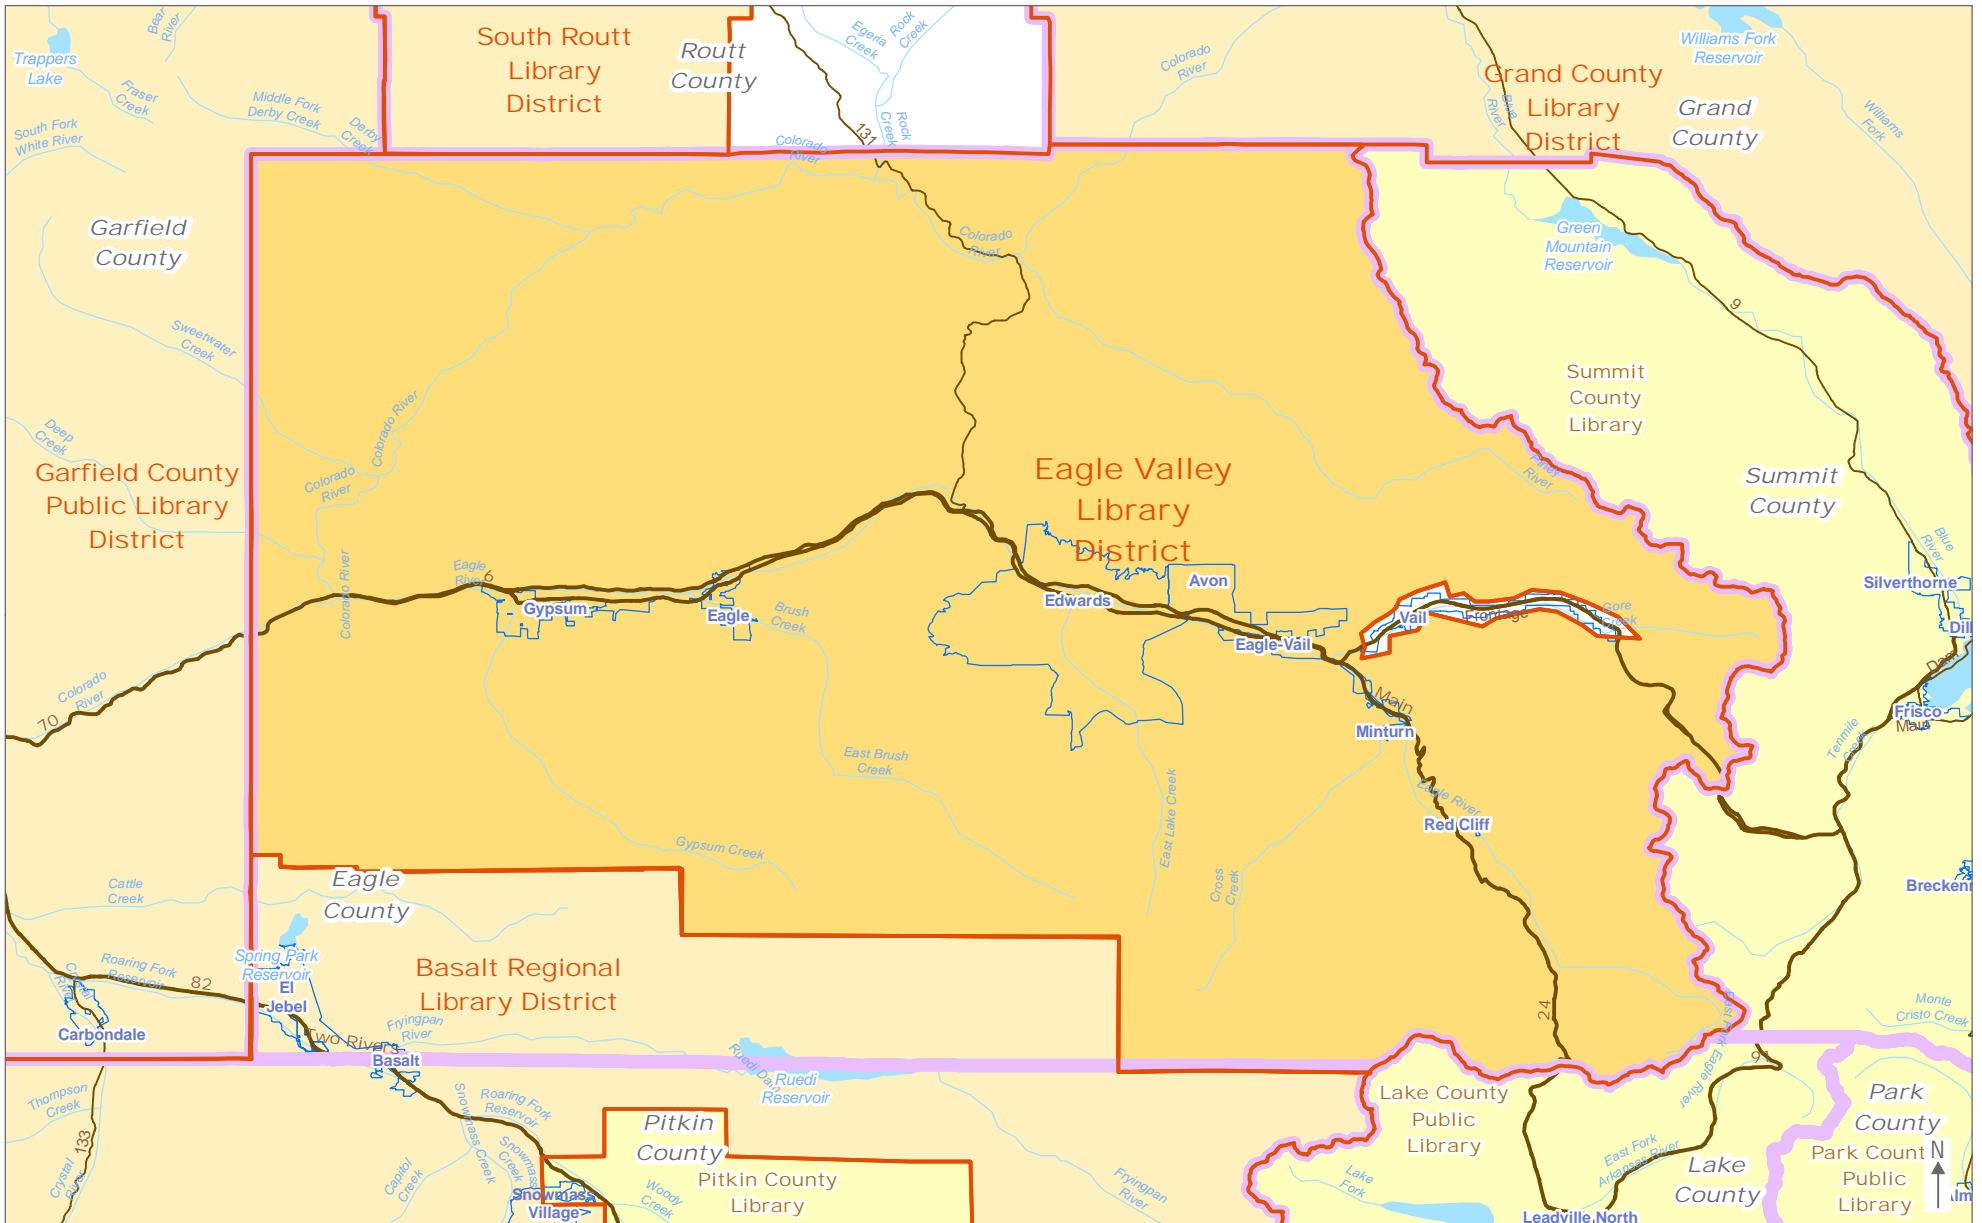 South Routt
Library
District
Routt
County
Egeria
Creek
Rock
Creek
Rock
Creek
131
Bear
River
Trappers
Lake
Fraser
Creek
South Fork
White River
Middle Fork
Derby Creek
Derby
Creek
Colorado
River
Colorado
River
Grand County
Library
District
Grand
County
Blue
River
Williams Fork
Reservoir
Williams
Fork
Garfield
County
Sweetwater
Creek
Deep
Creek
Garfield County
Public Library
District
Colorado River
Colorado
River
Colorado River
Colorado
River
Green
Mountain
Reservoir
9
Summit
County
Library
Summit
County
Piney
River
Eagle Valley
Library
District
Eagle
River
6
Gypsum
Eagle
Brush
Creek
Edwards
Avon
Eagle-Vail
Vail
Frontage
Gore
Creek
Blue
River
Silverthorne
Dill
Dam
Frisco
Main
Tenmile
Creek
Main
Minturn
Colorado
River
70
East Brush
Creek
Gypsum Creek
East Lake Creek
Cross
Creek
Eagle River
Red Cliff
Breckenr
Cattle
Creek
Eagle
County
Spring Park
Reservoir
El
Jebel
Basalt Regional
Library District
Roaring Fork
Reservoir
Crystal
River
82
Carbondale
Two Rivers
Fryingpan
River
Basalt
Ruedi Dam
Ruedi
Reservoir
24
East Fork Eagle River
91
Monte
Cristo Creek
Thompson
Creek
133
Crystal
River
Capitol
Creek
Snowmass Creek
Roaring Fork
Reservoir
Snowmass
Creek
Snowmass
Village
Woody
Creek
Pitkin
County
Pitkin County
Library
Fryingpan
River
Lake County
Public
Library
Lake
Fork
East Fork
Arkansas River
Lake
County
Leadville North
Park
County
Park Count
Public
Library
N
Alm